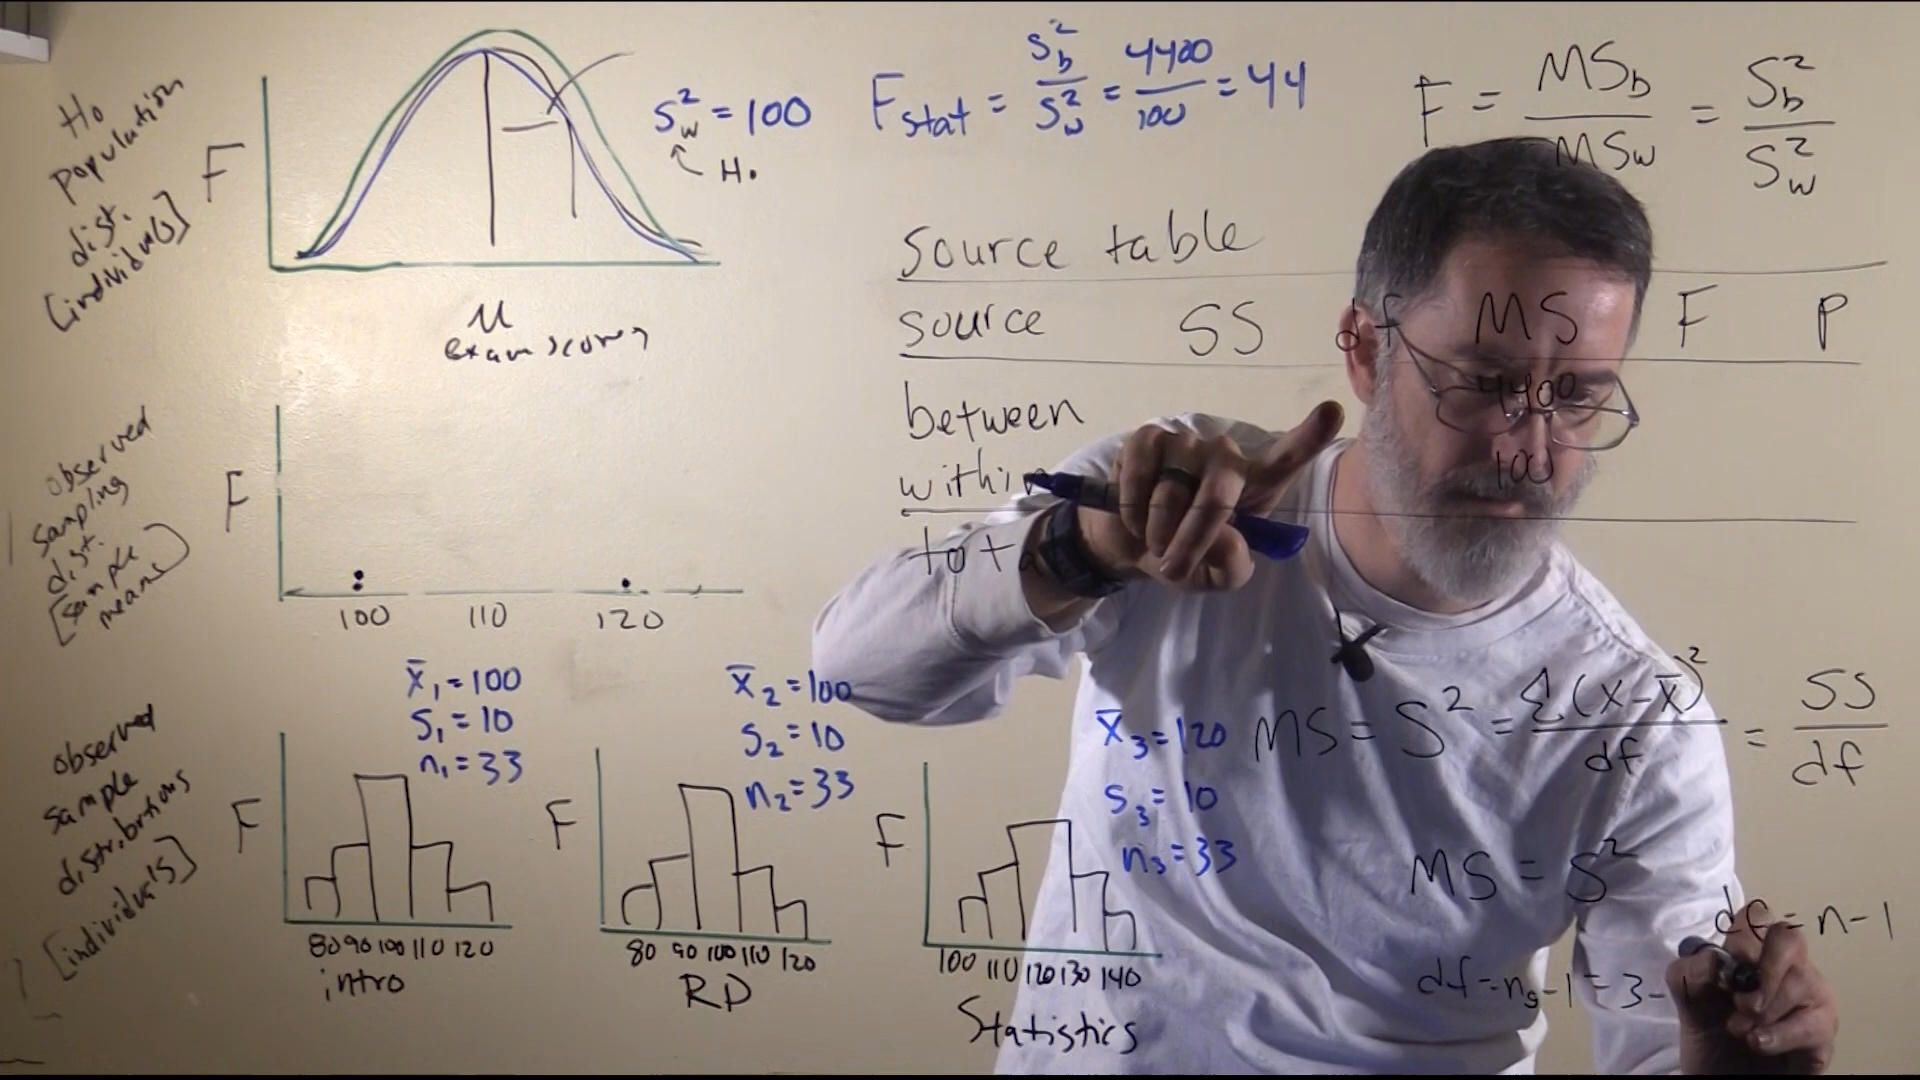 Ho
population
dist.
[individuals]
F
S²w = 100
↖ H₀
μ
exam scores
Fstat = S²b / S²w = 4400 / 100 = 44
F = MSb / MSw = S²b / S²w
Source table
source SS df MS F P
between 4400
within 100
tota
observed
sampling
dist.
[sample
means]
F
100 110 120
observed
sample
distributions
[individuals]
x̄₁ = 100
S₁ = 10
n₁ = 33
F
80 90 100 110 120
intro
x̄₂ = 100
S₂ = 10
n₂ = 33
F
80 90 100 110 120
RD
x̄₃ = 120
S₃ = 10
n₃ = 33
F
100 110 120 130 140
Statistics
MS = S² = Σ(x-x̄)² / df = SS / df
MS = S²
df = n - 1
df = ng - 1 = 3 -